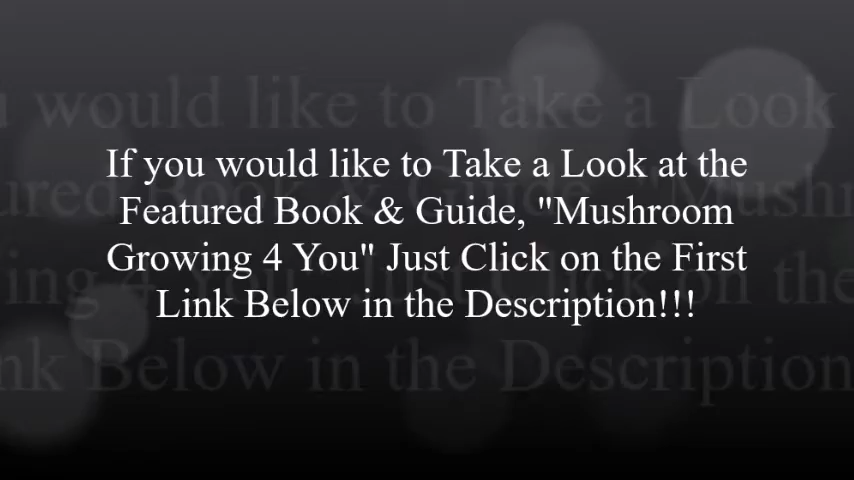 If you would like to Take a Look at the
Featured Book & Guide, "Mushroom
Growing 4 You" Just Click on the First
Link Below in the Description!!!